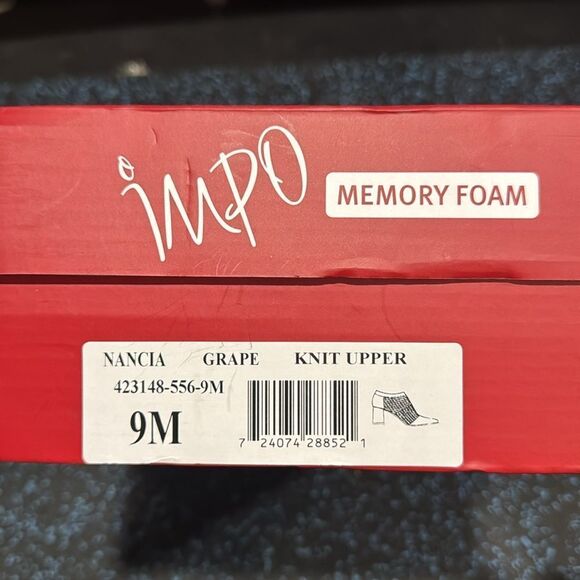 impo
MEMORY FOAM
NANCIA GRAPE KNIT UPPER
423148-556-9M
9M
7 24074 28852 1